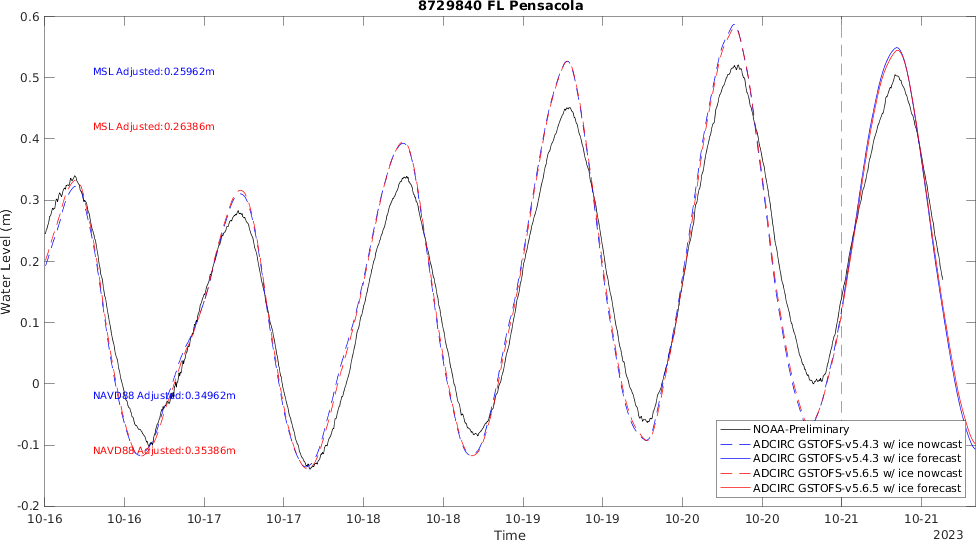 8729840 FL Pensacola
0.6
0.5
0.4
0.3
0.2
0.1
0
-0.1
-0.2
Water Level (m)
MSL Adjusted:0.25962m
MSL Adjusted:0.26386m
NAVD88 Adjusted:0.34962m
NAVD88 Adjusted:0.35386m
NOAA-Preliminary
ADCIRC GSTOFS-v5.4.3 w/ ice nowcast
ADCIRC GSTOFS-v5.4.3 w/ ice forecast
ADCIRC GSTOFS-v5.6.5 w/ ice nowcast
ADCIRC GSTOFS-v5.6.5 w/ ice forecast
10-16 10-16 10-17 10-17 10-18 10-18 10-19 10-19 10-20 10-20 10-21 10-21
Time
2023